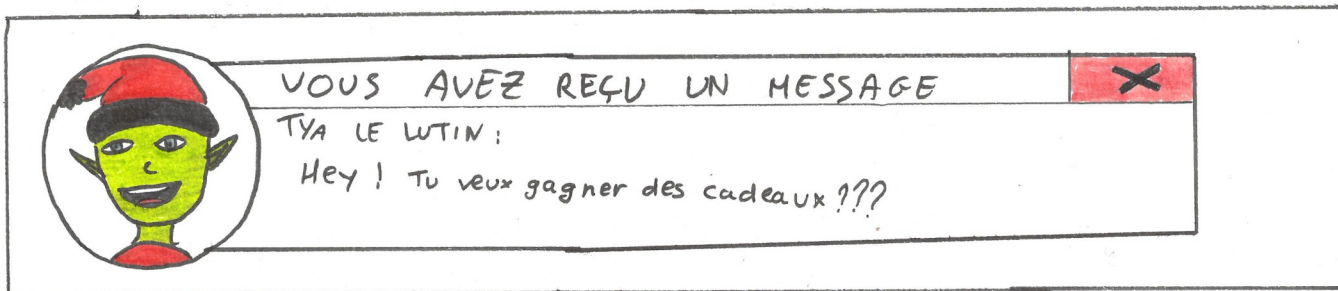 VOUS AVEZ REÇU UN MESSAGE
TYA LE LUTIN :
Hey ! Tu veux gagner des cadeaux ???